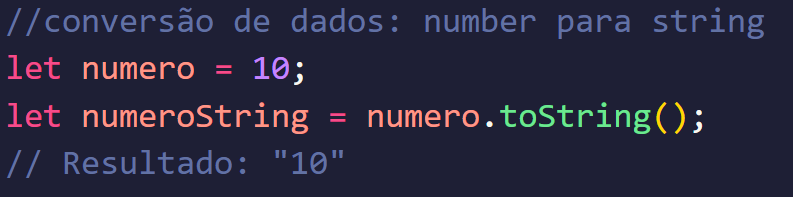 //conversão de dados: number para string
let numero = 10;
let numeroString = numero.toString();
// Resultado: "10"